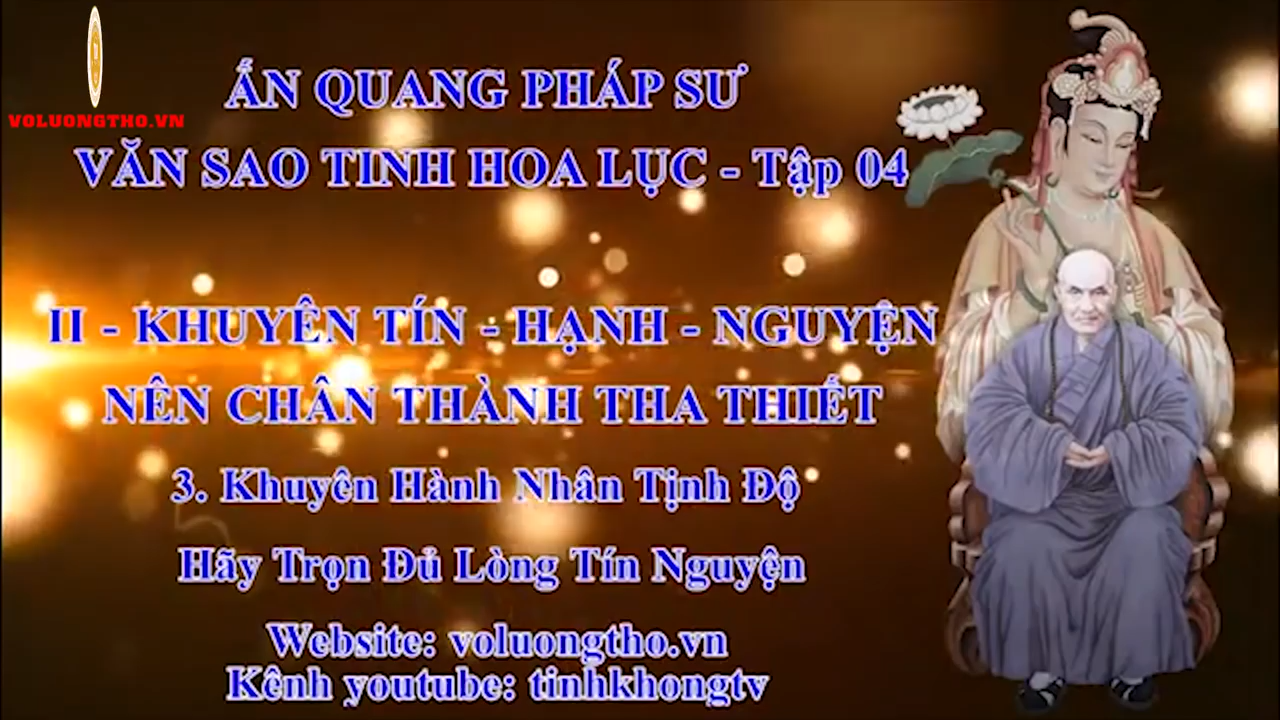 VOLUONGTHO.VN
ẤN QUANG PHÁP SƯ
VĂN SAO TINH HOA LỤC - Tập 04
II - KHUYÊN TÍN - HẠNH - NGUYỆN
NÊN CHÂN THÀNH THA THIẾT
3. Khuyên Hành Nhân Tịnh Độ
Hãy Trọn Đủ Lòng Tín Nguyện
Website: voluongtho.vn
Kênh youtube: tinhkhongtv